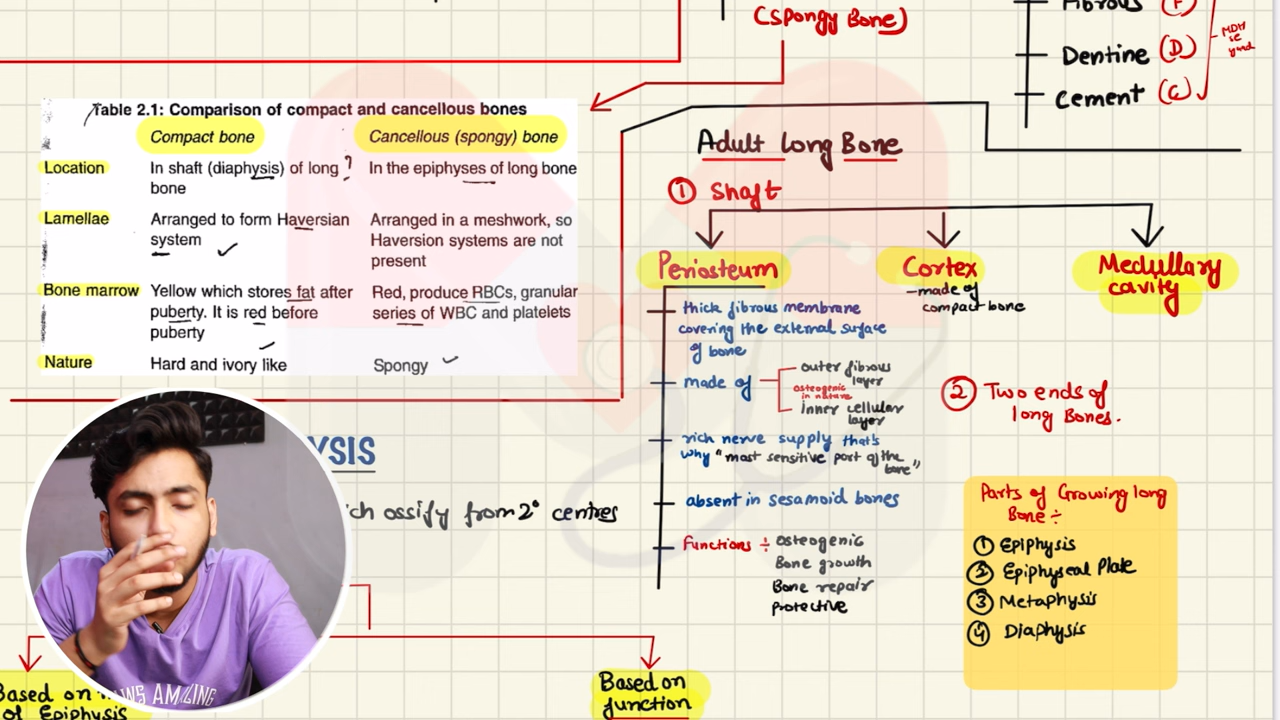 (Spongy Bone)
Fibrous (F)
Dentine (D)
Cement (C)
MDH
se
Table 2.1: Comparison of compact and cancellous bones
Compact bone Cancellous (spongy) bone
Location In shaft (diaphysis) of long ? In the epiphyses of long bone
bone
Lamellae Arranged to form Haversian Arranged in a meshwork, so
system Haversion systems are not
present
Bone marrow Yellow which stores fat after Red, produce RBCs, granular
puberty. It is red before series of WBC and platelets
puberty
Nature Hard and ivory like Spongy
Adult Long Bone
① Shaft
Periosteum
thick fibrous membrane
covering the external surface
of bone
made of outer fibrous
layer
osteogenic
in nature
inner cellular
layer
rich nerve supply that's
why "most sensitive part of the
bone"
absent in sesamoid bones
Functions ÷ osteogenic
Bone growth
Bone repair
Protective
Cortex
-made of
compact bone
Medullary
cavity
② Two ends of
long Bones.
Parts of Growing long
Bone ÷
① Epiphysis
② Epiphyseal Plate
③ Metaphysis
④ Diaphysis
YSIS
ich ossify from 2° centres
Based on
of Epiphysis
Based on
function